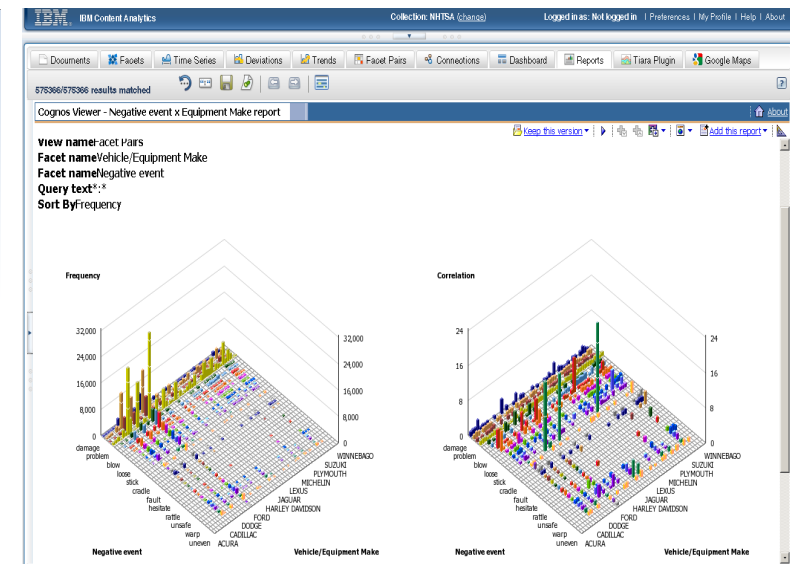 IBM IBM Content Analytics Collection: NHTSA (change) Logged in as: Not logged in | Preferences | My Profile | Help | About
Documents Facets Time Series Deviations Trends Facet Pairs Connections Dashboard Reports Tiara Plugin Google Maps
575366/575366 results matched ?
Cognos Viewer - Negative event x Equipment Make report About
Keep this version Add this report
View nameFacet Pairs
Facet nameVehicle/Equipment Make
Facet nameNegative event
Query text*:*
Sort ByFrequency
Frequency
32,000
24,000
16,000
8,000
0
32,000
24,000
16,000
8,000
0
damage
problem
blow
loose
stick
cradle
fault
hesitate
rattle
unsafe
warp
uneven
WINNEBAGO
SUZUKI
PLYMOUTH
MICHELIN
LEXUS
JAGUAR
HARLEY DAVIDSON
FORD
DODGE
CADILLAC
ACURA
Negative event Vehicle/Equipment Make
Correlation
24
16
8
0
24
16
8
0
damage
problem
blow
loose
stick
cradle
fault
hesitate
rattle
unsafe
warp
uneven
WINNEBAGO
SUZUKI
PLYMOUTH
MICHELIN
LEXUS
JAGUAR
HARLEY DAVIDSON
FORD
DODGE
CADILLAC
ACURA
Negative event Vehicle/Equipment Make